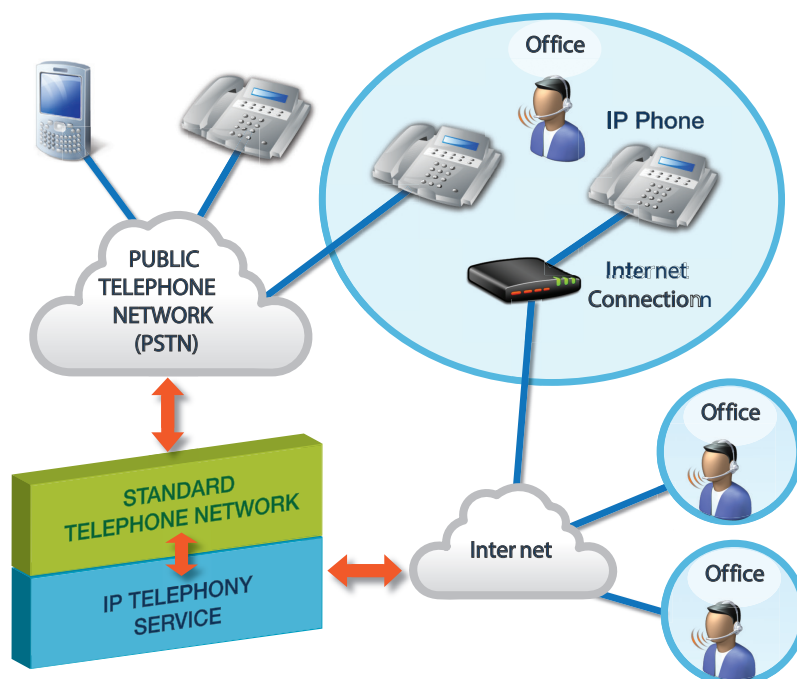 Office
IP Phone
PUBLIC
TELEPHONE
NETWORK
(PSTN)
Internet
Connection
Office
STANDARD
TELEPHONE NETWORK
Internet
IP TELEPHONY
SERVICE
Office